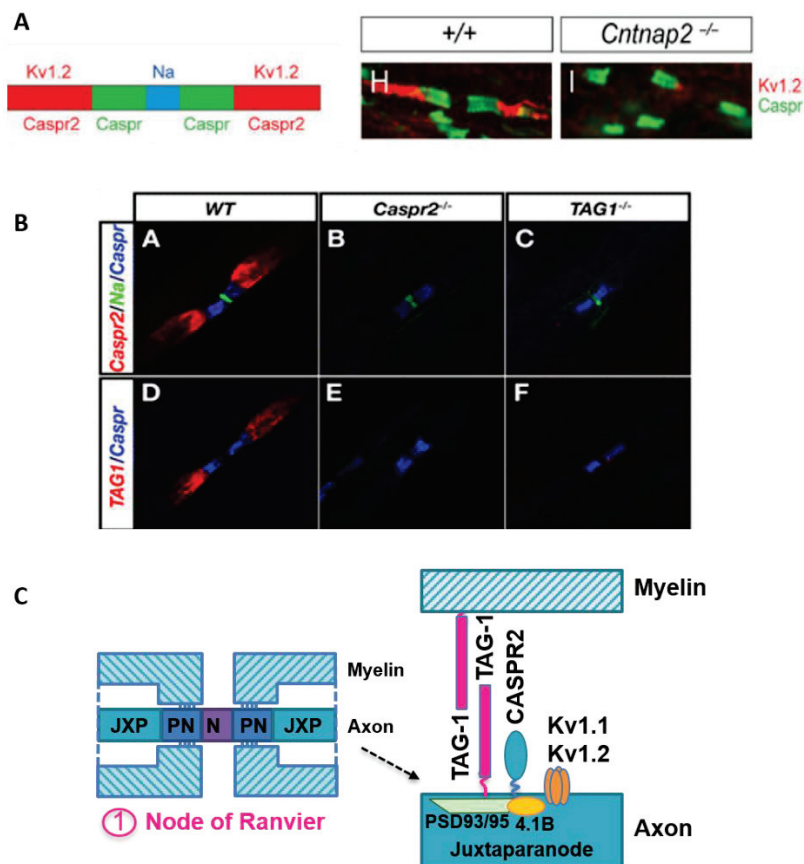 A
Kv1.2 Na Kv1.2
Caspr2 Caspr Caspr Caspr2
+/+ Cntnap2 –/–
H I Kv1.2
Caspr
B
WT Caspr2-/- TAG1-/-
Caspr2/Na/Caspr
A B C
TAG1/Caspr
D E F
C
Myelin
JXP PN N PN JXP
Axon
1 Node of Ranvier
Myelin
TAG-1
TAG-1
CASPR2
Kv1.1
Kv1.2
PSD93/95 4.1B
Juxtaparanode
Axon